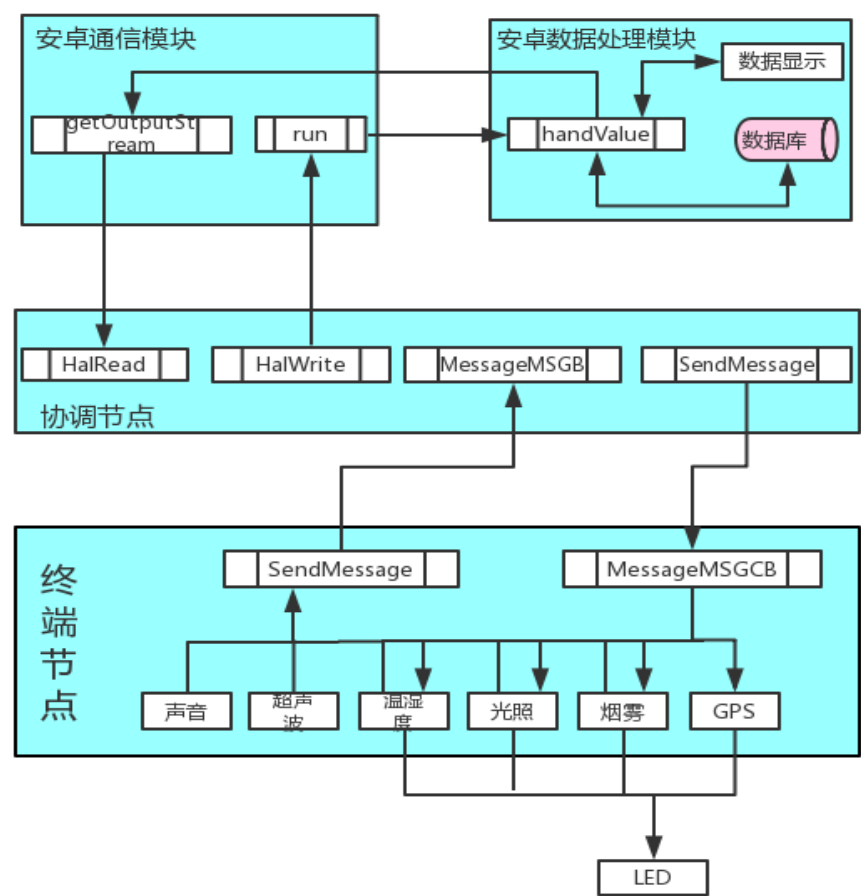 安卓通信模块
安卓数据处理模块
数据显示
getOutputSt
ream
run
handValue
数据库
HalRead
HalWrite
MessageMSGB
SendMessage
协调节点
终
端
节
点
SendMessage
MessageMSGCB
声音
超声
波
温湿
度
光照
烟雾
GPS
LED